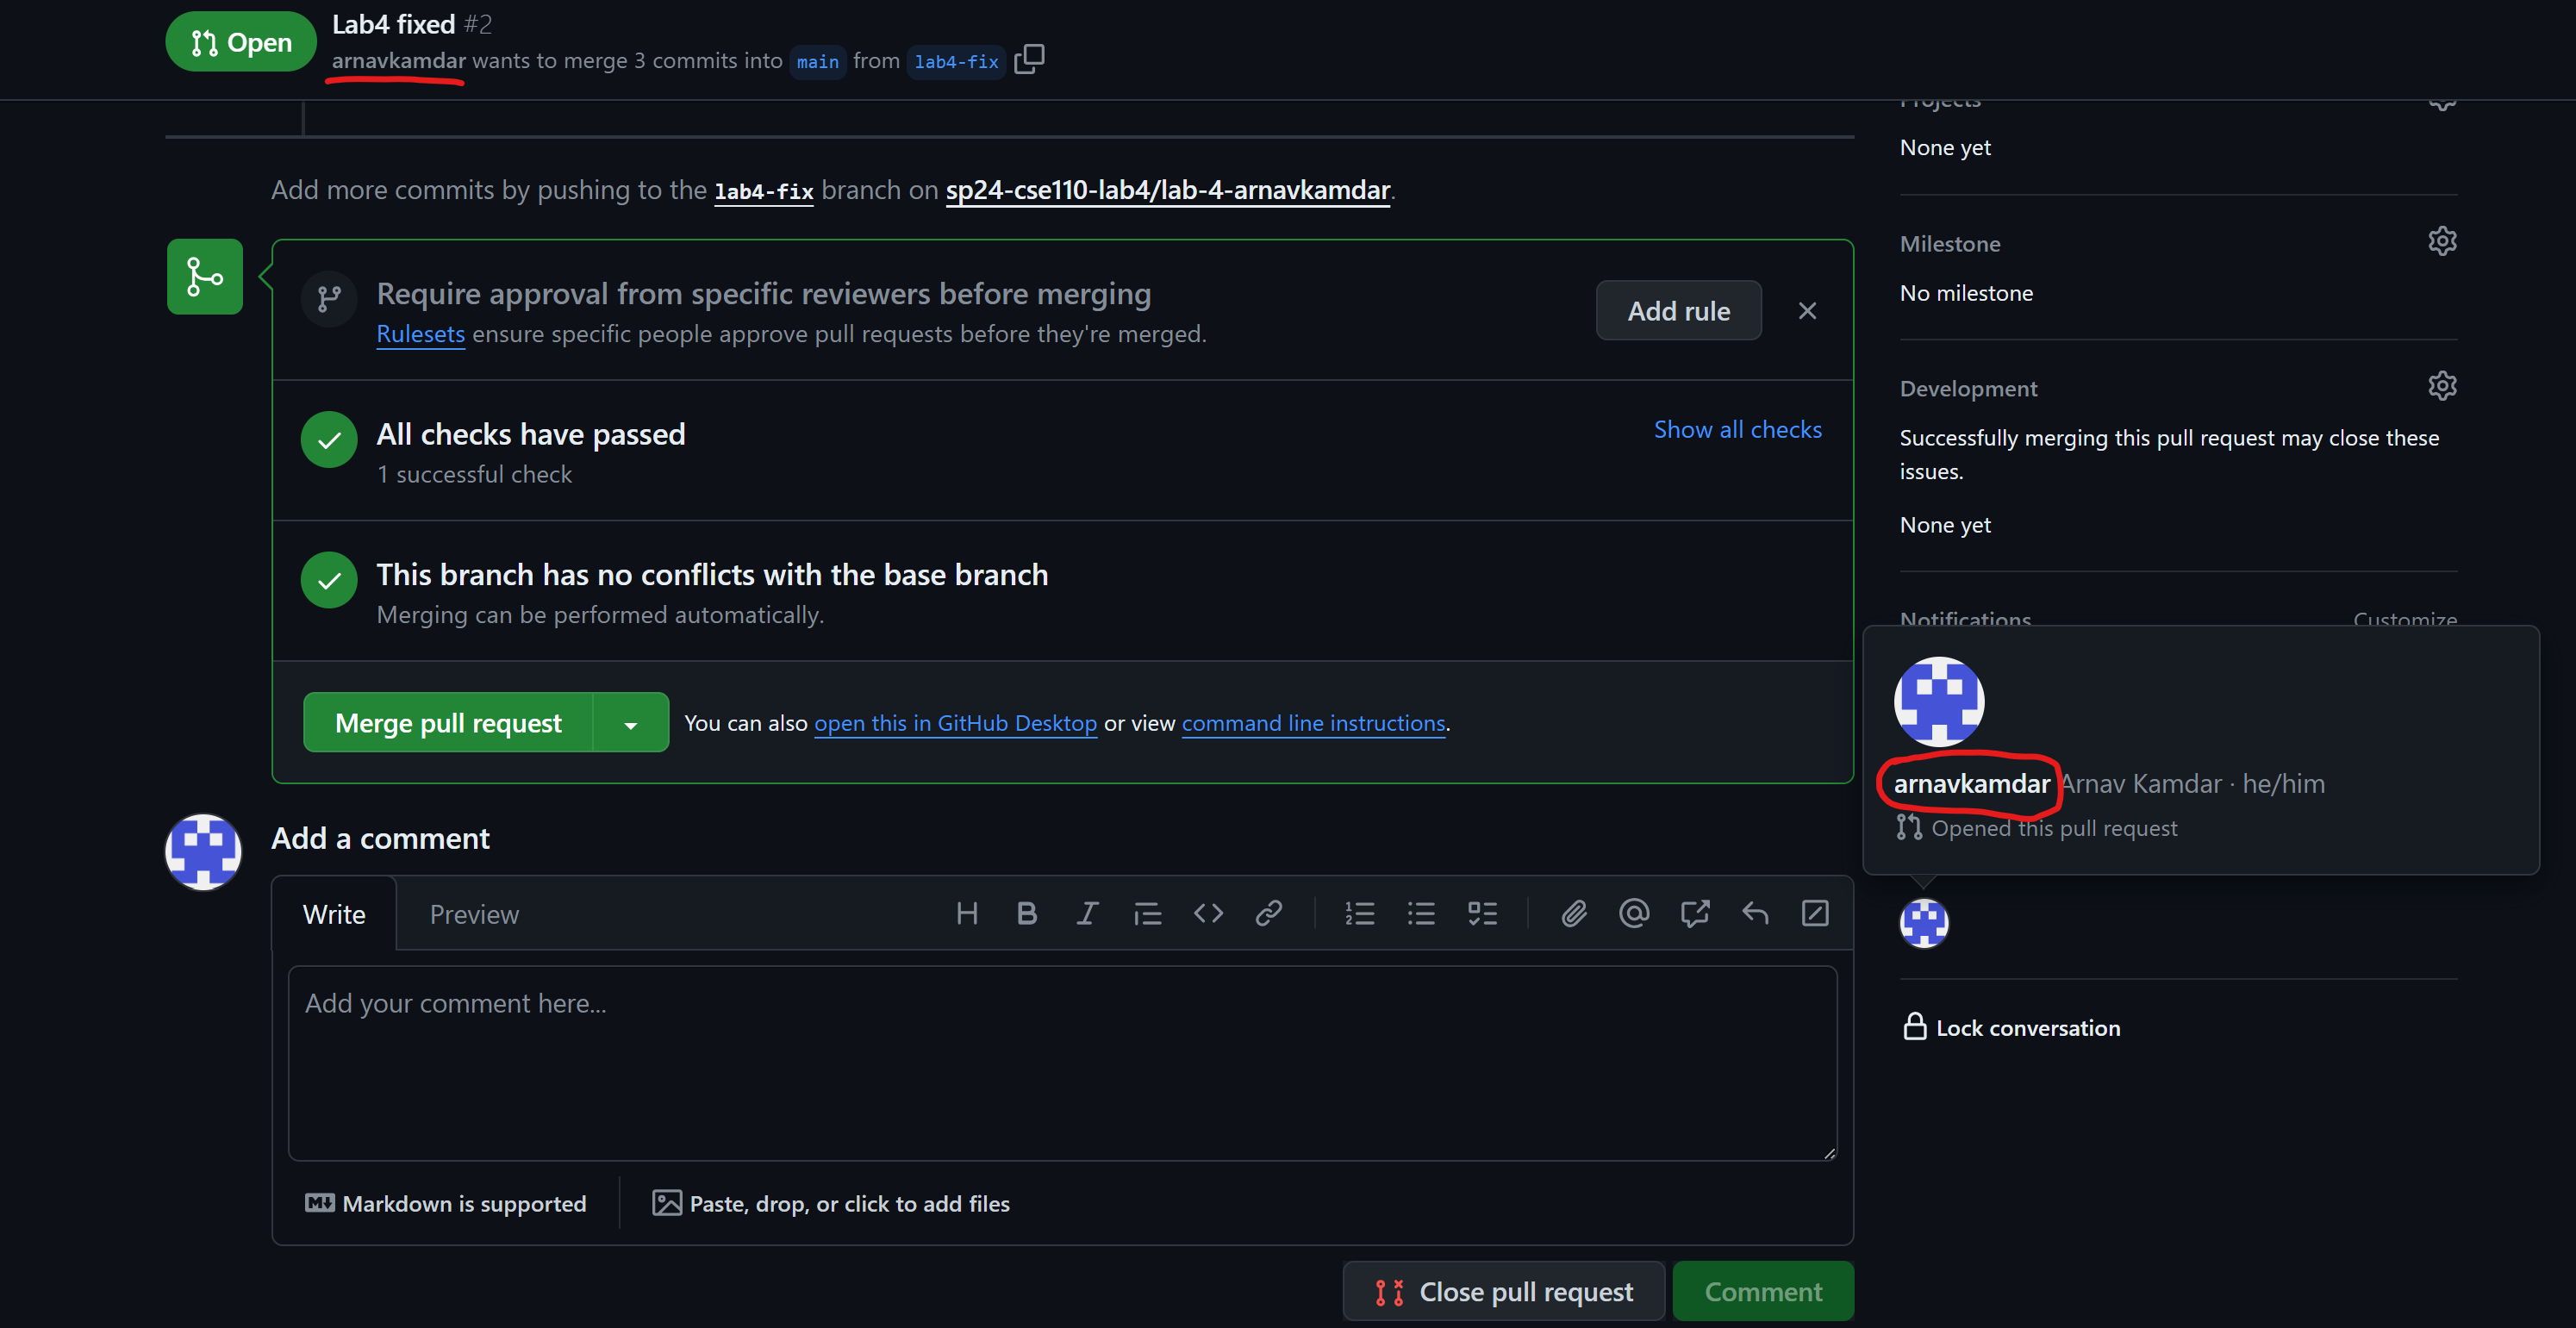 Open
Lab4 fixed #2
arnavkamdar wants to merge 3 commits into main from lab4-fix
Add more commits by pushing to the lab4-fix branch on sp24-cse110-lab4/lab-4-arnavkamdar.
Require approval from specific reviewers before merging
Rulesets ensure specific people approve pull requests before they're merged.
Add rule
All checks have passed
1 successful check
Show all checks
This branch has no conflicts with the base branch
Merging can be performed automatically.
Merge pull request
You can also open this in GitHub Desktop or view command line instructions.
Add a comment
Write
Preview
Add your comment here...
Markdown is supported
Paste, drop, or click to add files
Close pull request
Comment
Projects
None yet
Milestone
No milestone
Development
Successfully merging this pull request may close these
issues.
None yet
Notifications
Customize
arnavkamdar Arnav Kamdar · he/him
Opened this pull request
Lock conversation